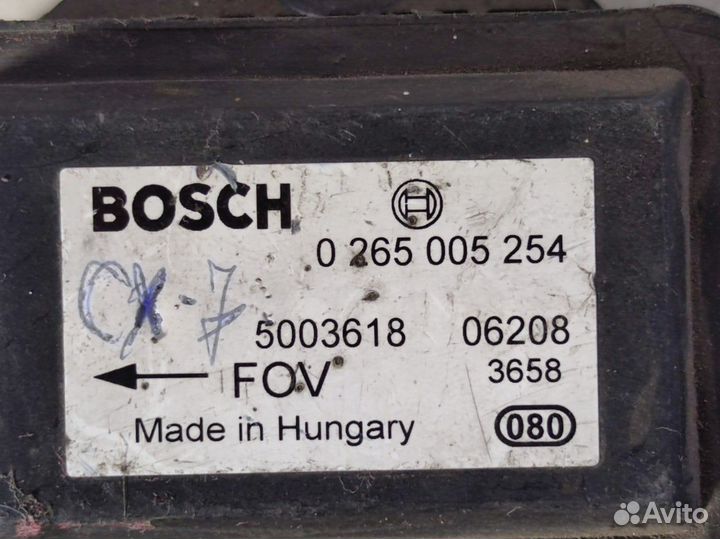 BOSCH
0 265 005 254
CX-7
5003618 06208
FOV 3658
Made in Hungary 080
Avito